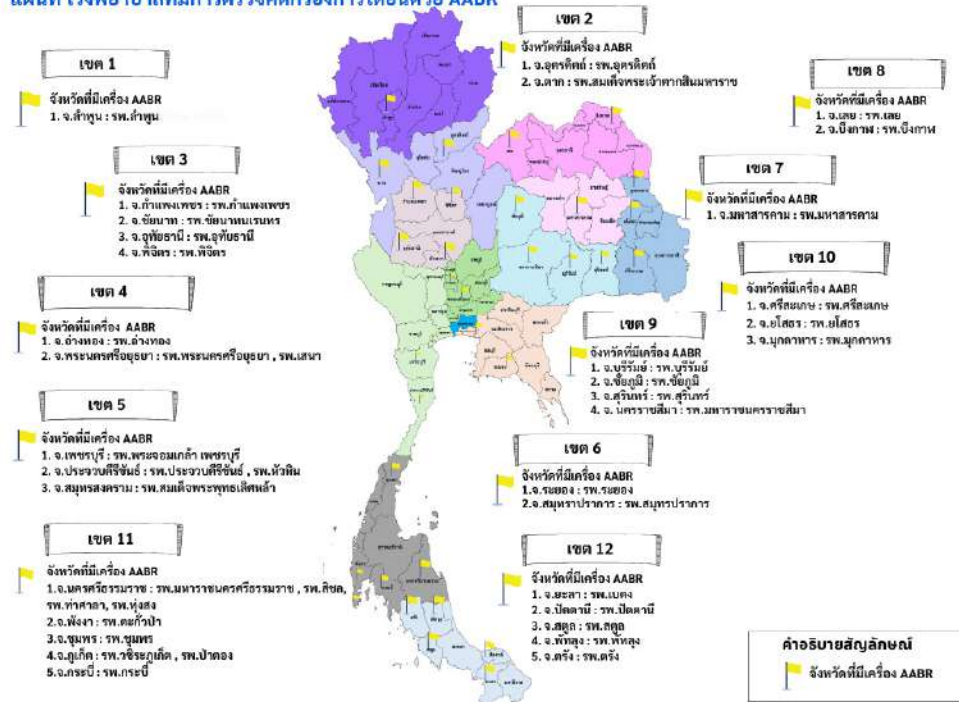 แผนที่ โรงพยาบาลที่มีการตรวจคัดกรองการได้ยินด้วย AABR
เขต 1
จังหวัดที่มีเครื่อง AABR
1. จ.ลำพูน : รพ.ลำพูน
เขต 2
จังหวัดที่มีเครื่อง AABR
1. จ.อุตรดิตถ์ : รพ.อุตรดิตถ์
2. จ.ตาก : รพ.สมเด็จพระเจ้าตากสินมหาราช
เขต 8
จังหวัดที่มีเครื่อง AABR
1. จ.เลย : รพ.เลย
2. จ.บึงกาฬ : รพ.บึงกาฬ
เขต 3
จังหวัดที่มีเครื่อง AABR
1. จ.กำแพงเพชร : รพ.กำแพงเพชร
2. จ.ชัยนาท : รพ.ชัยนาทนเรนทร
3. จ.อุทัยธานี : รพ.อุทัยธานี
4. จ.พิจิตร : รพ.พิจิตร
เขต 7
จังหวัดที่มีเครื่อง AABR
1. จ.มหาสารคาม : รพ.มหาสารคาม
เขต 10
จังหวัดที่มีเครื่อง AABR
1. จ.ศรีสะเกษ : รพ.ศรีสะเกษ
2. จ.ยโสธร : รพ.ยโสธร
3. จ.มุกดาหาร : รพ.มุกดาหาร
เขต 4
จังหวัดที่มีเครื่อง AABR
1. จ.อ่างทอง : รพ.อ่างทอง
2. จ.พระนครศรีอยุธยา : รพ.พระนครศรีอยุธยา , รพ.เสนา
เขต 9
จังหวัดที่มีเครื่อง AABR
1. จ.บุรีรัมย์ : รพ.บุรีรัมย์
2. จ.ชัยภูมิ : รพ.ชัยภูมิ
3. จ.สุรินทร์ : รพ.สุรินทร์
4. จ. นครราชสีมา : รพ.มหาราชนครราชสีมา
เขต 5
จังหวัดที่มีเครื่อง AABR
1. จ.เพชรบุรี : รพ.พระจอมเกล้า เพชรบุรี
2. จ.ประจวบคีรีขันธ์ : รพ.ประจวบคีรีขันธ์ , รพ.หัวหิน
3. จ.สมุทรสงคราม : รพ.สมเด็จพระพุทธเลิศหล้า
เขต 6
จังหวัดที่มีเครื่อง AABR
1.จ.ระยอง : รพ.ระยอง
2.จ.สมุทราปราการ : รพ.สมุทรปราการ
เขต 11
จังหวัดที่มีเครื่อง AABR
1.จ.นครศรีธรรมราช : รพ.มหาราชนครศรีธรรมราช , รพ.สิชล,
รพ.ท่าศาลา, รพ.ทุ่งสง
2.จ.พังงา : รพ.ตะกั่วป่า
3.จ.ชุมพร : รพ.ชุมพร
4.จ.ภูเก็ต : รพ.วชิระภูเก็ต , รพ.ป่าตอง
5.จ.กระบี่ : รพ.กระบี่
เขต 12
จังหวัดที่มีเครื่อง AABR
1. จ.ยะลา : รพ.เบตง
2. จ.ปัตตานี : รพ.ปัตตานี
3. จ.สตูล : รพ.สตูล
4. จ.พัทลุง : รพ.พัทลุง
5. จ.ตรัง : รพ.ตรัง
คำอธิบายสัญลักษณ์
จังหวัดที่มีเครื่อง AABR